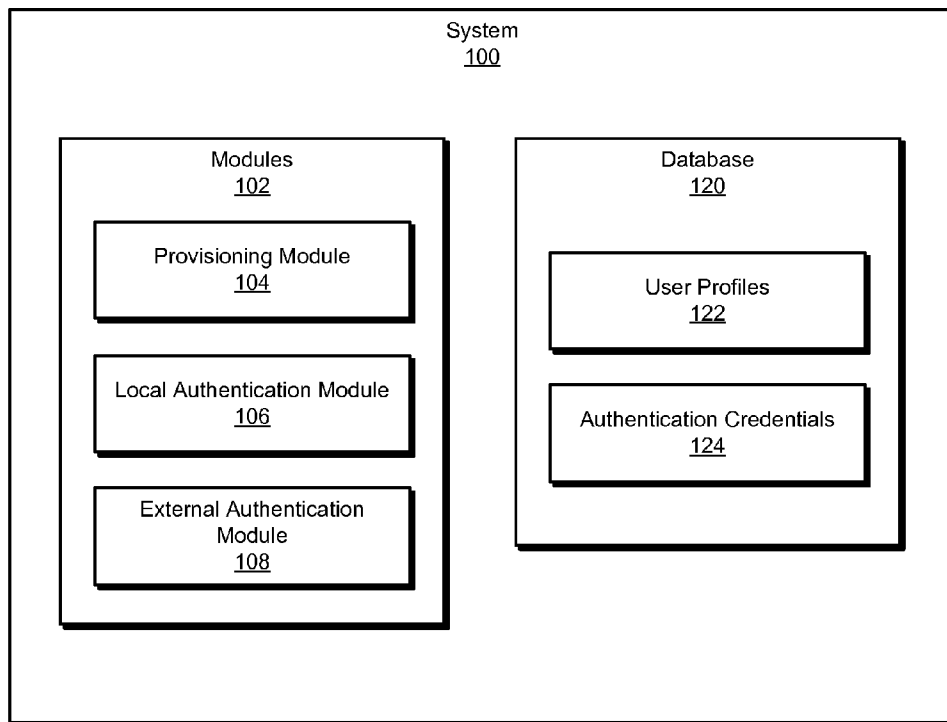 System
100
Modules
102
Provisioning Module
104
Local Authentication Module
106
External Authentication
Module
108
Database
120
User Profiles
122
Authentication Credentials
124